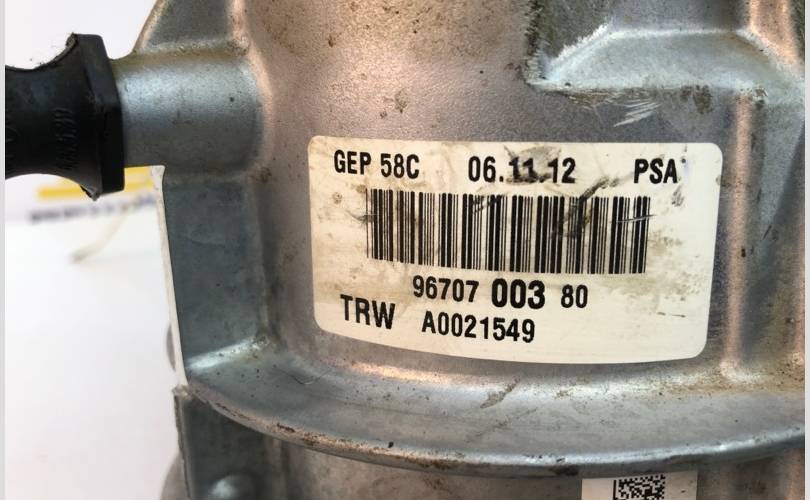 GEP 58C 06.11.12 PSA
96707 003 80
TRW A0021549